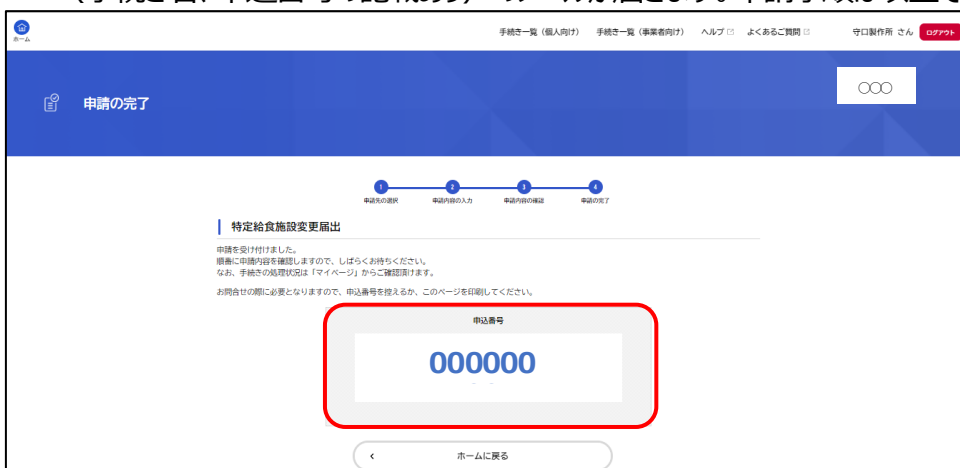 ホーム
手続き一覧（個人向け） 手続き一覧（事業者向け） ヘルプ よくあるご質問 守口製作所 さん ログアウト
申請の完了
○○○
1 2 3 4
申請先の選択 申請内容の入力 申請内容の確認 申請の完了
特定給食施設変更届出
申請を受け付けました。
順番に申請内容を確認しますので、しばらくお待ちください。
なお、手続きの処理状況は「マイページ」からご確認頂けます。
お問合せの際に必要となりますので、申込番号を控えるか、このページを印刷してください。
申込番号
000000
ホームに戻る